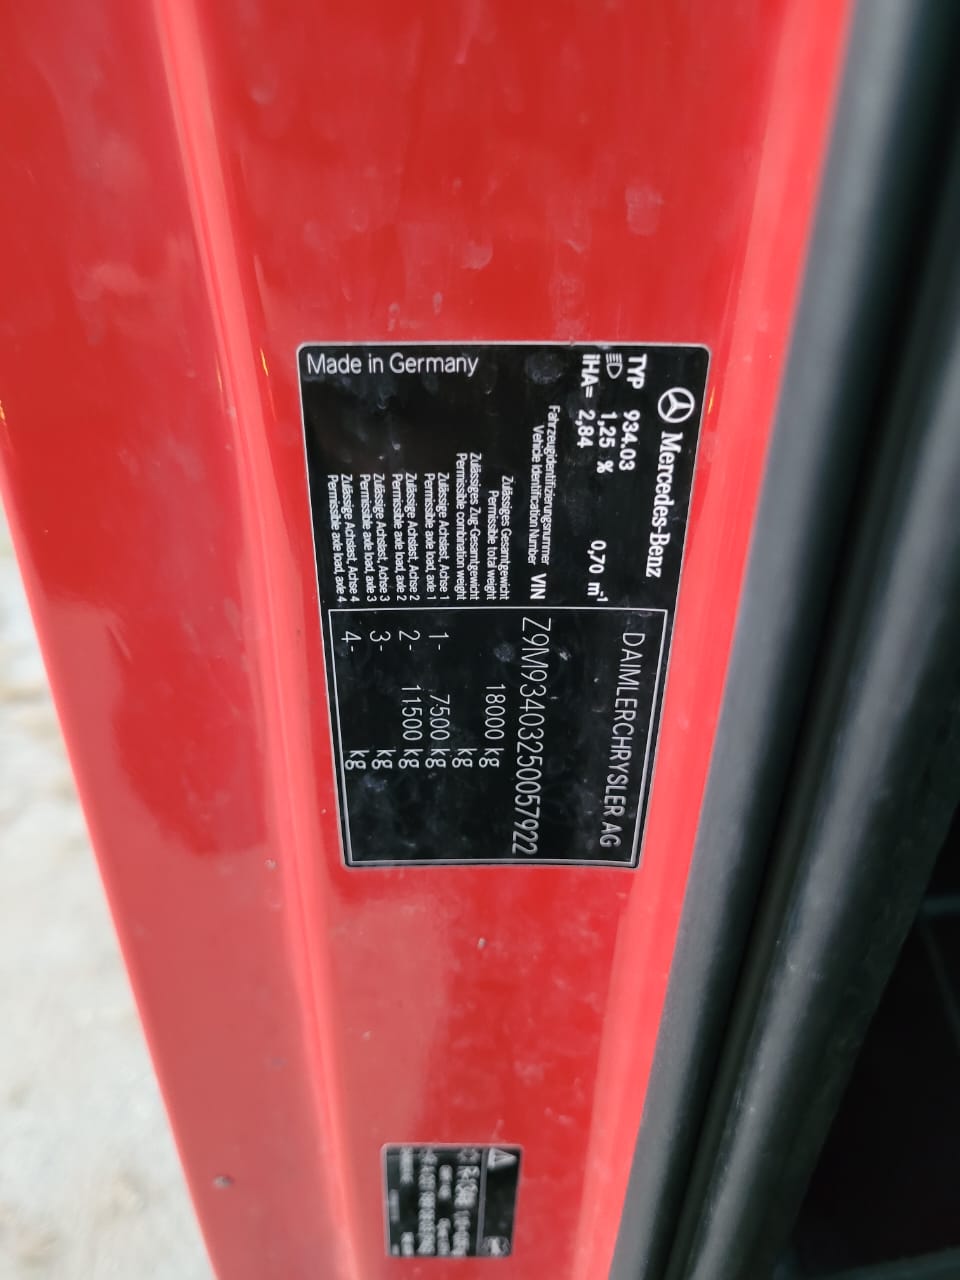 Mercedes-Benz DAIMLERCHRYSLER AG
TYP 934.03
1,25 % 0,70 m-1
iHA= 2,84
Fahrzeugidentifizierungsnummer
Vehicle Identification Number VIN Z9M93403250057922
Zulässiges Gesamtgewicht
Permissible total weight 18000 kg
Zulässiges Zug-Gesamtgewicht
Permissible combination weight kg
Zulässige Achslast, Achse 1
Permissible axle load, axle 1 1- 7500 kg
Zulässige Achslast, Achse 2
Permissible axle load, axle 2 2- 11500 kg
Zulässige Achslast, Achse 3
Permissible axle load, axle 3 3- kg
Zulässige Achslast, Achse 4
Permissible axle load, axle 4 4- kg
Made in Germany